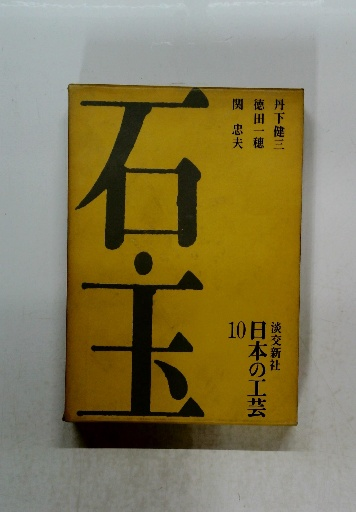 石・玉
丹下健三
徳田一穂
関 忠夫
淡交新社
日本の工芸
10